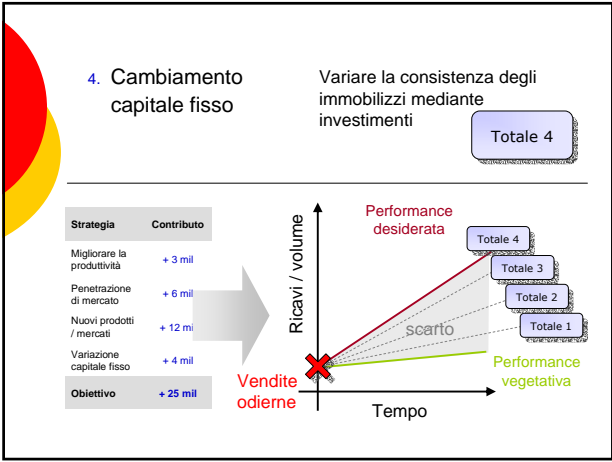 4. Cambiamento
capitale fisso
Variare la consistenza degli
immobilizzi mediante
investimenti
Totale 4
Strategia Contributo
Migliorare la
produttività
+ 3 mil
Penetrazione
di mercato
+ 6 mil
Nuovi prodotti
/ mercati
+ 12 mi
Variazione
capitale fisso
+ 4 mil
Obiettivo + 25 mil
Ricavi / volume
Performance
desiderata
Totale 4
Totale 3
Totale 2
Totale 1
scarto
Performance
vegetativa
Vendite
odierne
Tempo